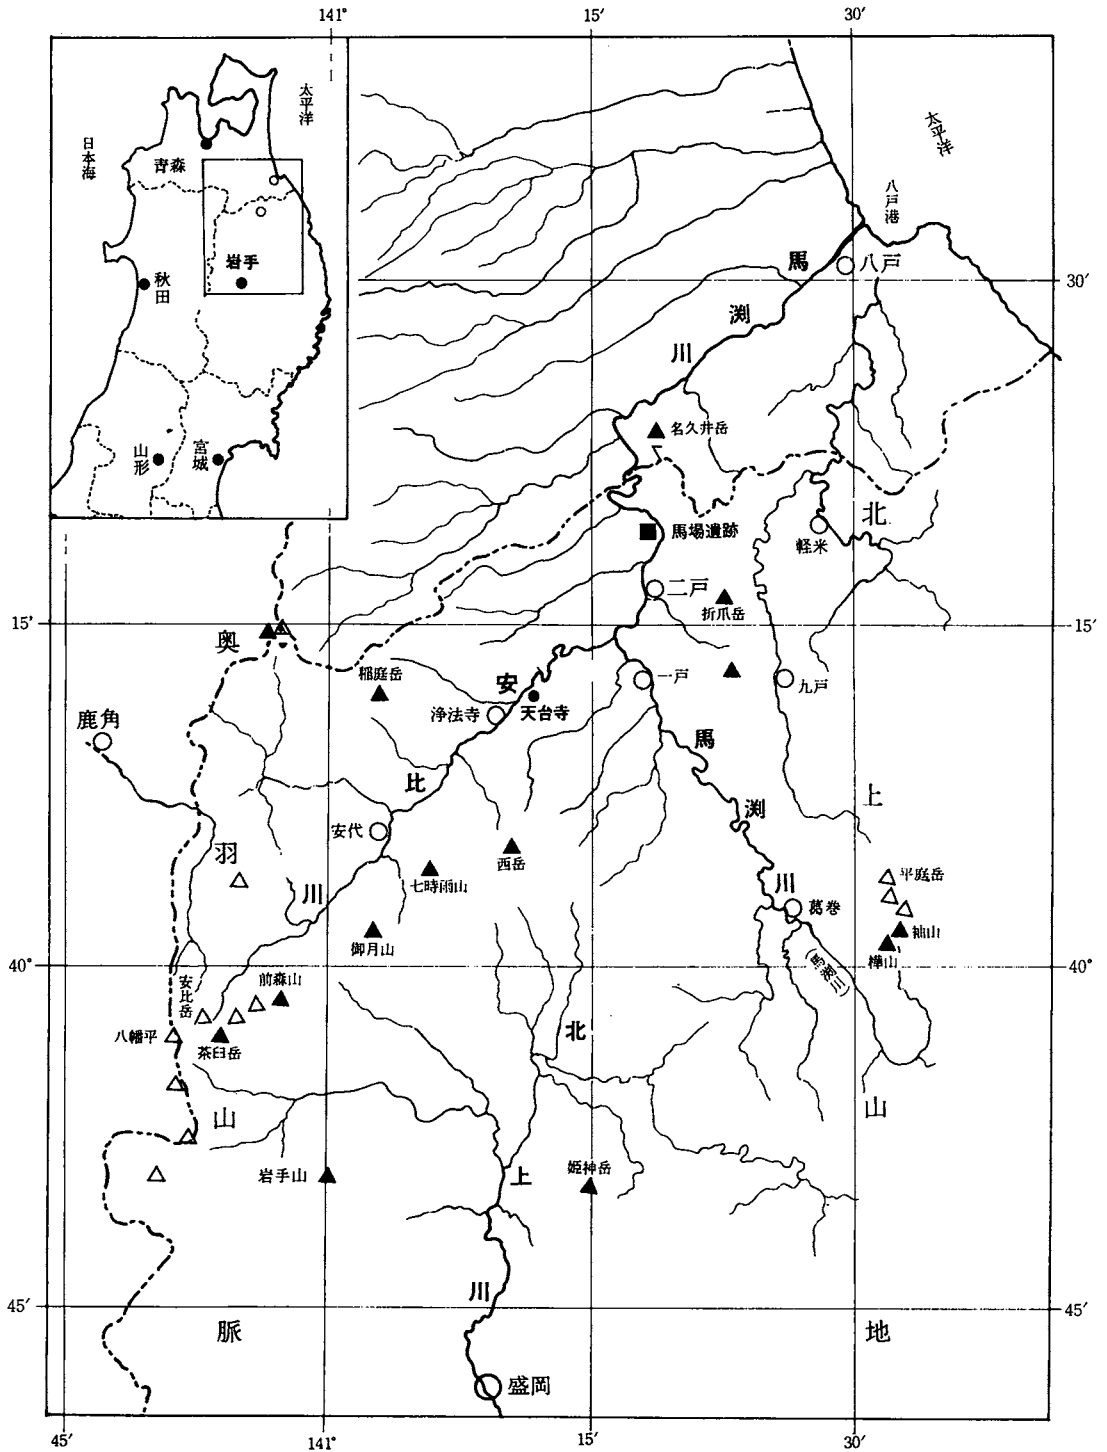 141°
15′
30′
太平洋
日本海
青森
岩手
秋田
山形
宮城
太平洋
八戸港
八戸
30′
馬
渕
川
名久井岳
馬場遺跡
北
軽米
二戸
折爪岳
15′
15′
奥
稲庭岳
安
一戸
九戸
浄法寺
天台寺
鹿角
馬
比
渕
上
安代
羽
西岳
七時雨山
川
川
平庭岳
葛巻
袖山
御月山
樺山
(馬渕川)
40°
40°
安比岳
前森山
八幡平
茶臼岳
北
山
山
岩手山
姫神岳
上
川
45′
45′
脈
地
盛岡
45′
141°
15′
30′